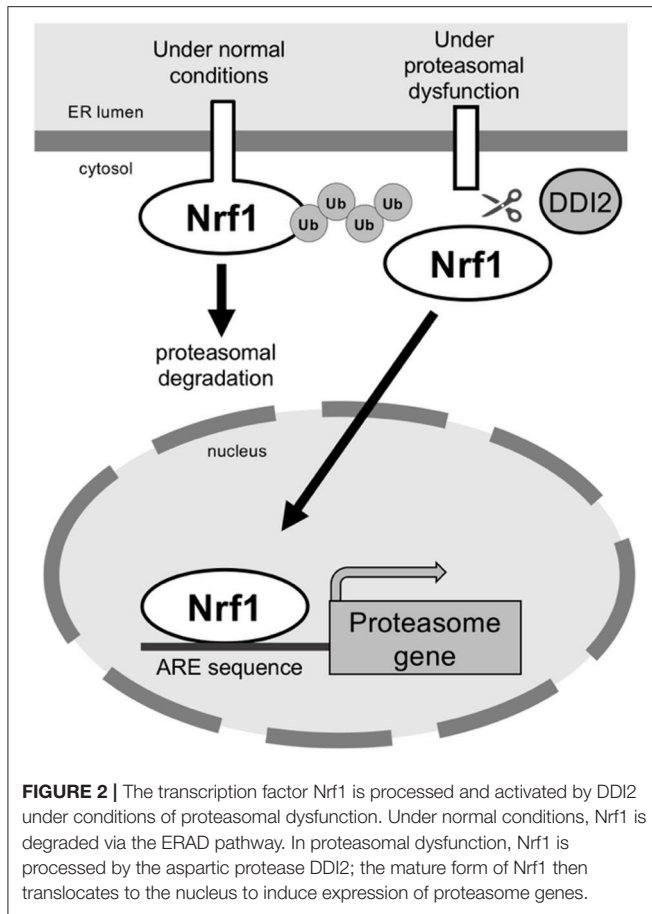 Under normal
conditions
Under
proteasomal
dysfunction
ER lumen
cytosol
Nrf1
Ub
Ub
Ub
Ub
DDI2
Nrf1
proteasomal
degradation
nucleus
Nrf1
ARE sequence
Proteasome
gene
FIGURE 2 | The transcription factor Nrf1 is processed and activated by DDI2
under conditions of proteasomal dysfunction. Under normal conditions, Nrf1 is
degraded via the ERAD pathway. In proteasomal dysfunction, Nrf1 is
processed by the aspartic protease DDI2; the mature form of Nrf1 then
translocates to the nucleus to induce expression of proteasome genes.